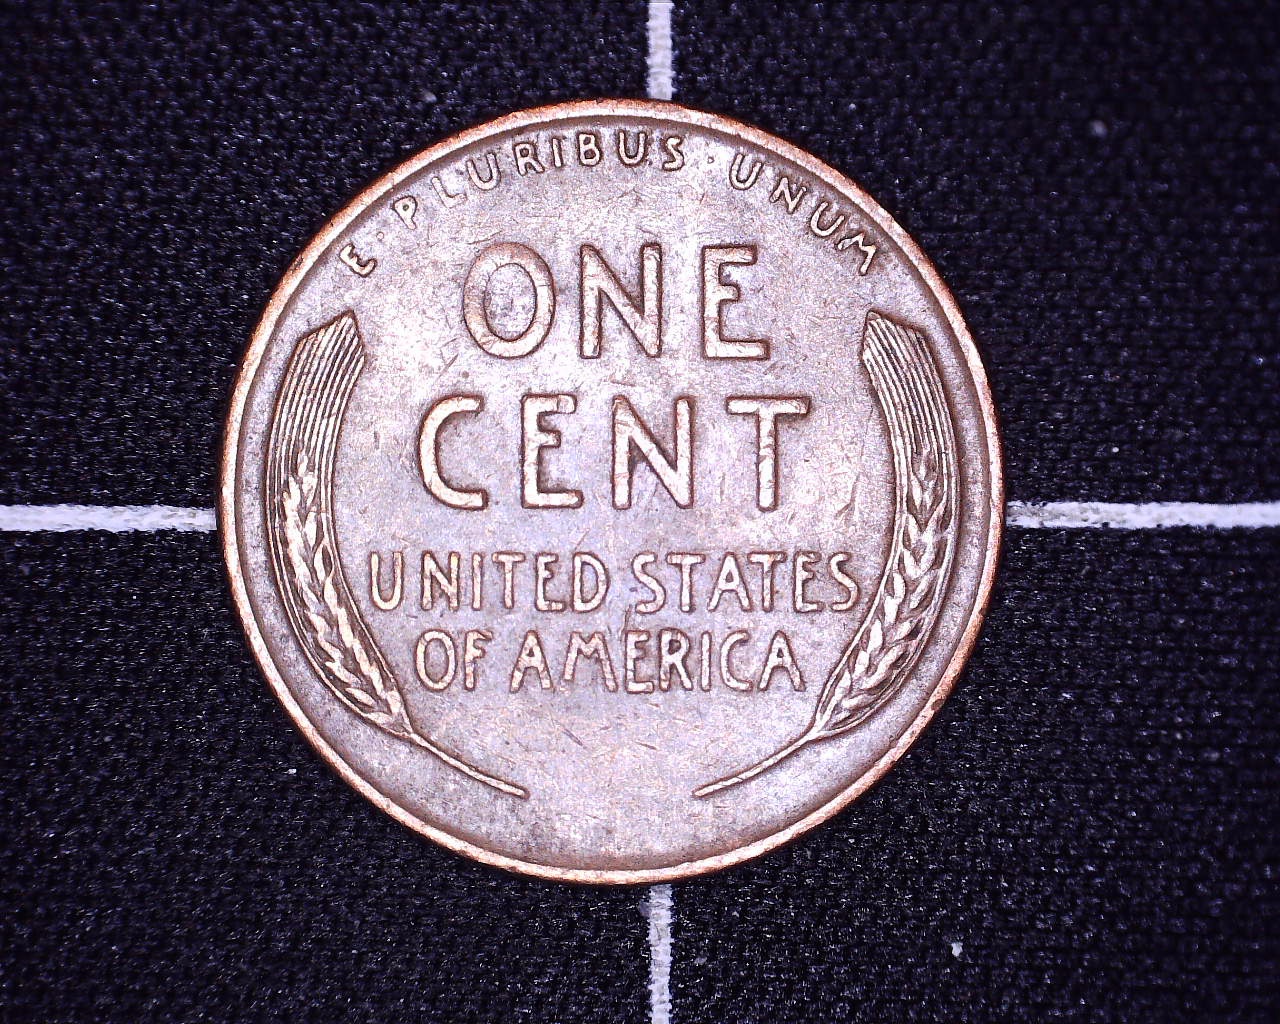 E·PLURIBUS·UNUM
ONE
CENT
UNITED STATES
OF AMERICA